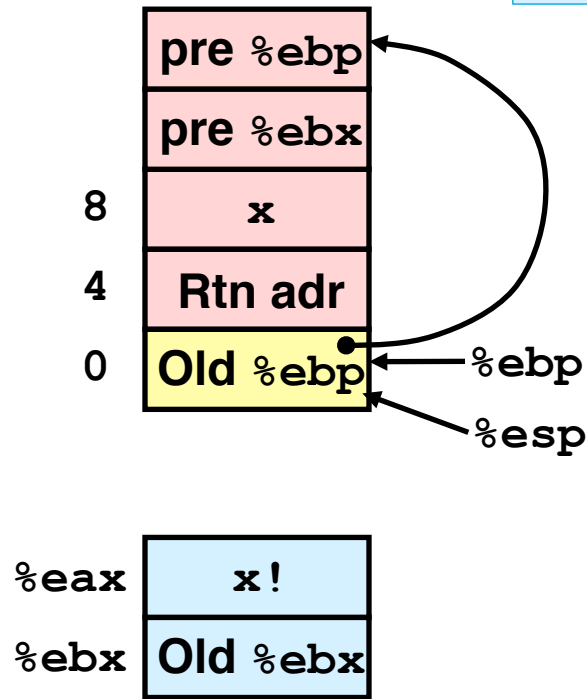 pre %ebp
pre %ebx
8 x
4 Rtn adr
0 Old %ebp %ebp
%esp
%eax x!
%ebx Old %ebx